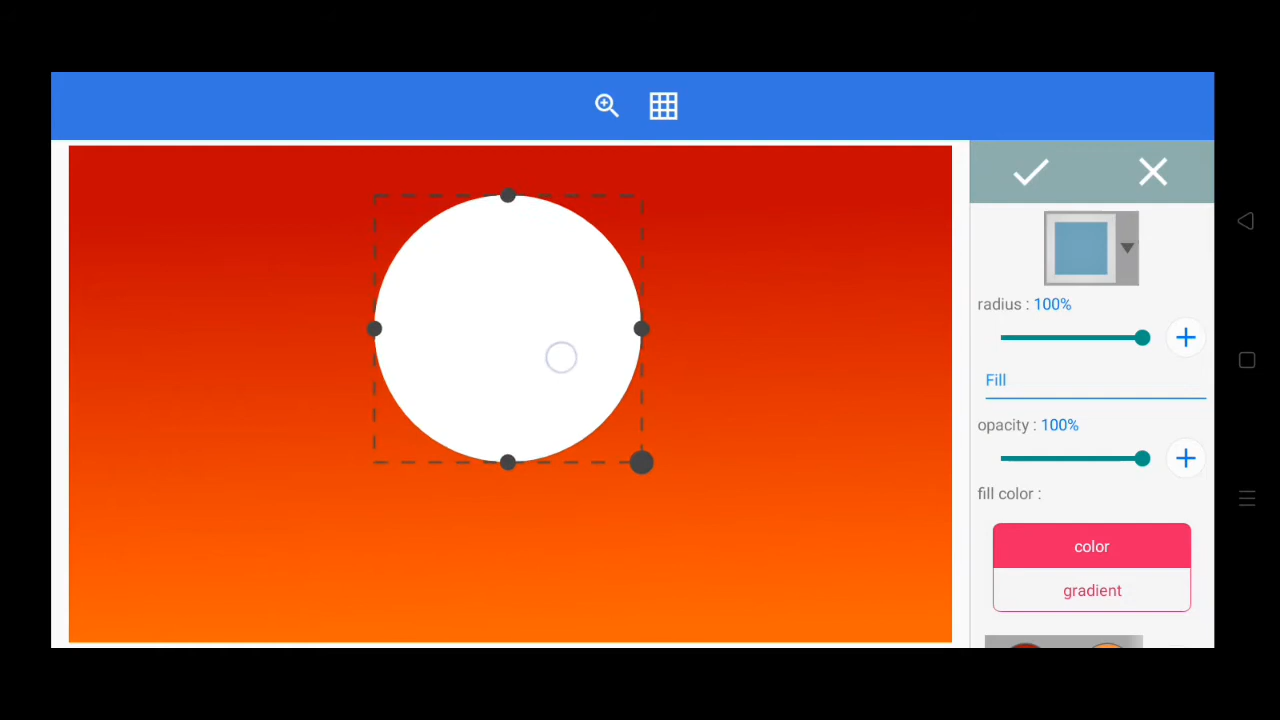 radius : 100%
Fill
opacity : 100%
fill color :
color
gradient